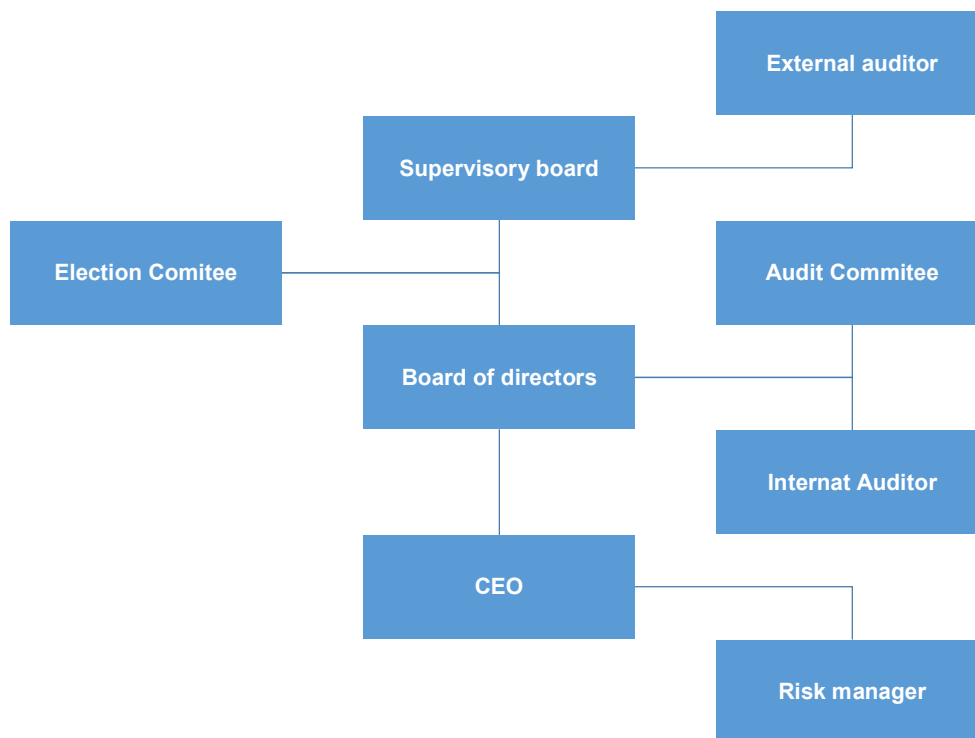 External auditor
Supervisory board
Election Comitee
Audit Commitee
Board of directors
Internat Auditor
CEO
Risk manager